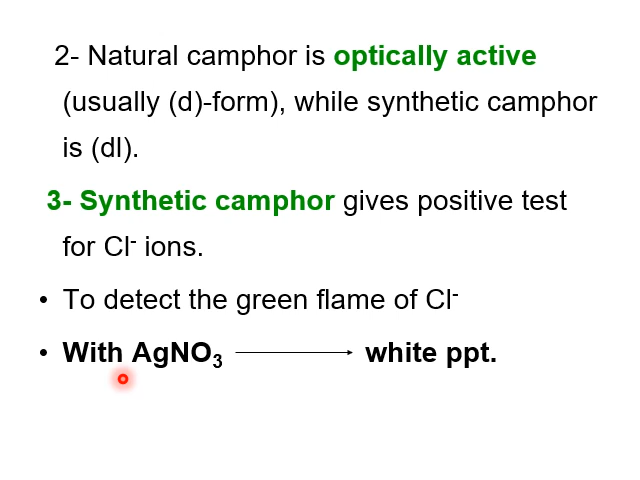 2- Natural camphor is optically active
(usually (d)-form), while synthetic camphor
is (dl).
3- Synthetic camphor gives positive test
for Cl⁻ ions.
• To detect the green flame of Cl⁻
• With AgNO₃ ⟶ white ppt.